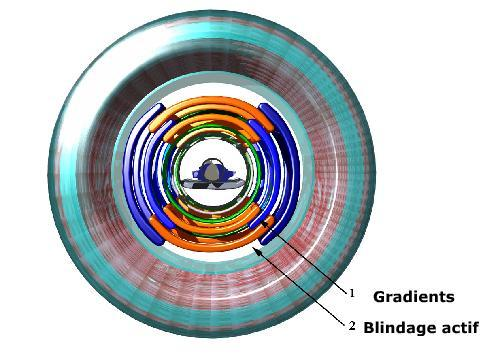 1 Gradients
2 Blindage actif